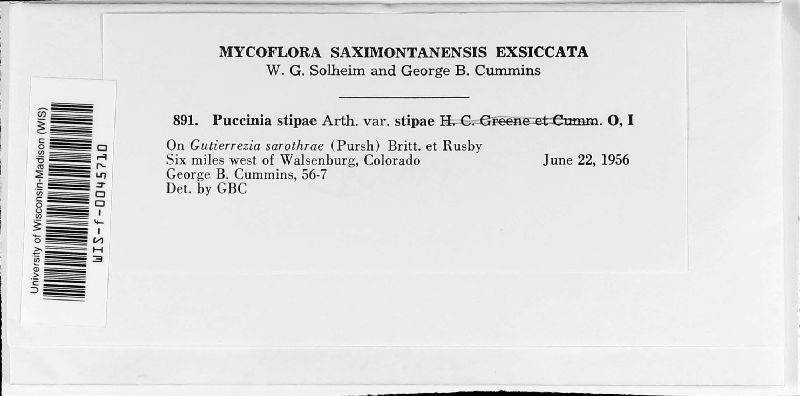 MYCOFLORA SAXIMONTANENSIS EXSICCATA
W. G. Solheim and George B. Cummins
891. Puccinia stipae Arth. var. stipae H. C. Greene et Cumm. O, I
On Gutierrezia sarothrae (Pursh) Britt. et Rusby
Six miles west of Walsenburg, Colorado June 22, 1956
George B. Cummins, 56-7
Det. by GBC
University of Wisconsin-Madison (WIS)
WIS-f-0045710